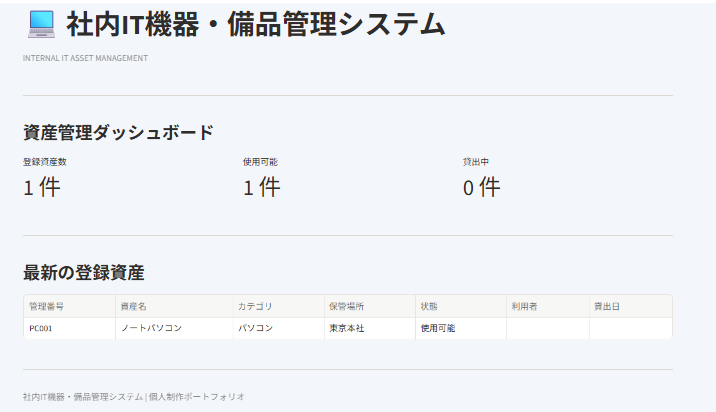 社内IT機器・備品管理システム
INTERNAL IT ASSET MANAGEMENT
資産管理ダッシュボード
登録資産数 使用可能 貸出中
1 件 1 件 0 件
最新の登録資産
管理番号 資産名 カテゴリ 保管場所 状態 利用者 貸出日
PC001 ノートパソコン パソコン 東京本社 使用可能
社内IT機器・備品管理システム | 個人制作ポートフォリオ